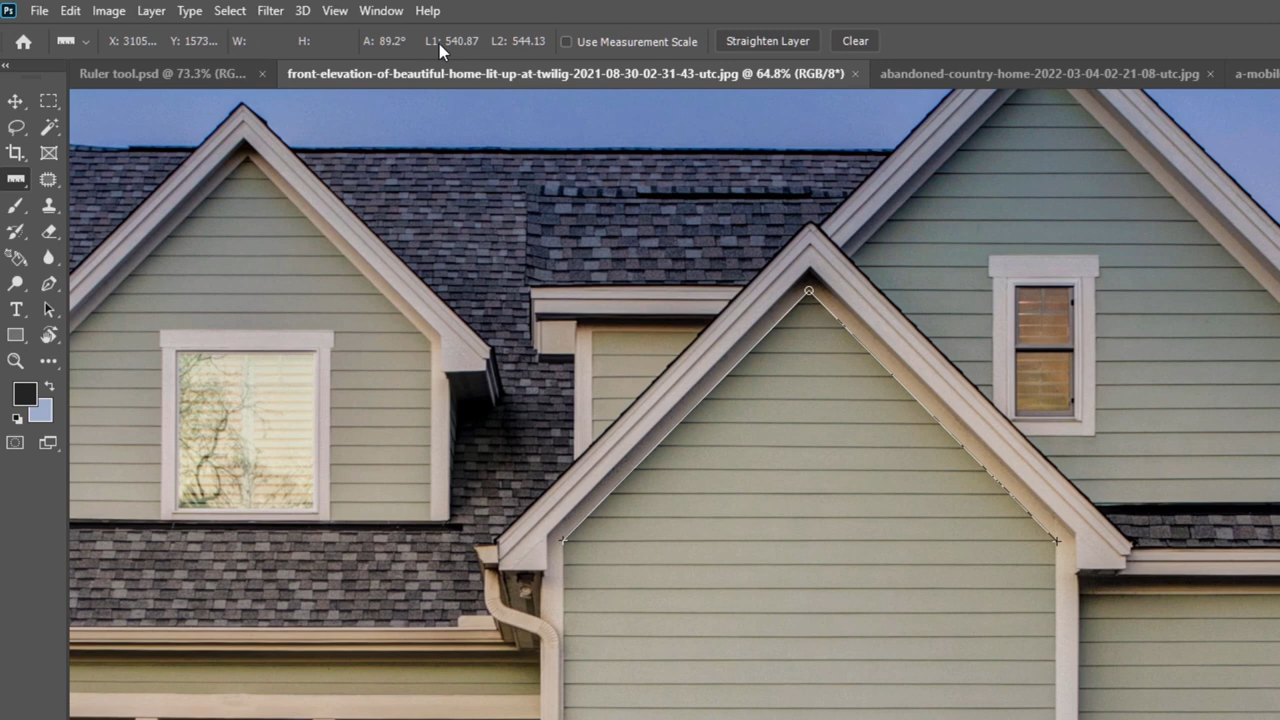 Ps File Edit Image Layer Type Select Filter 3D View Window Help
X: 3105... Y: 1573... W: H: A: 89.2° L1: 540.87 L2: 544.13 Use Measurement Scale Straighten Layer Clear
Ruler tool.psd @ 73.3% (RG... × front-elevation-of-beautiful-home-lit-up-at-twilig-2021-08-30-02-31-43-utc.jpg @ 64.8% (RGB/8*) × abandoned-country-home-2022-03-04-02-21-08-utc.jpg × a-mobil